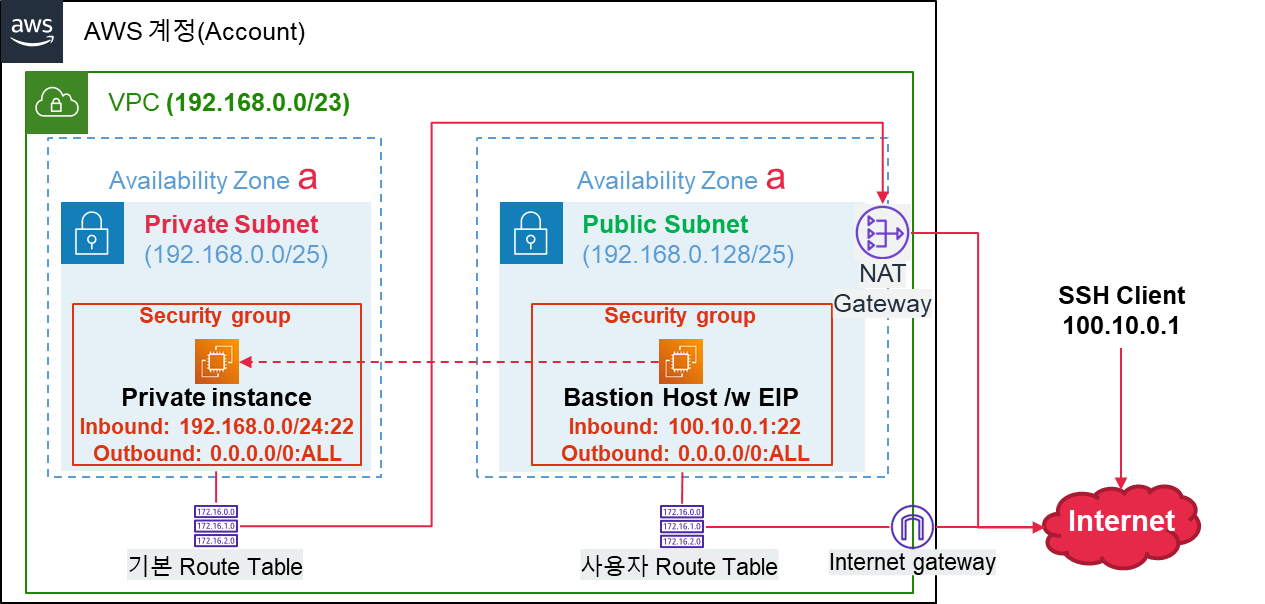 aws
AWS 계정(Account)
VPC (192.168.0.0/23)
Availability Zone a
Private Subnet
(192.168.0.0/25)
Security group
Private instance
Inbound: 192.168.0.0/24:22
Outbound: 0.0.0.0/0:ALL
172.16.0.0
172.16.1.0
172.16.2.0
기본 Route Table
Availability Zone a
Public Subnet
(192.168.0.128/25)
NAT
Gateway
Security group
Bastion Host /w EIP
Inbound: 100.10.0.1:22
Outbound: 0.0.0.0/0:ALL
172.16.0.0
172.16.1.0
172.16.2.0
사용자 Route Table
Internet gateway
SSH Client
100.10.0.1
Internet